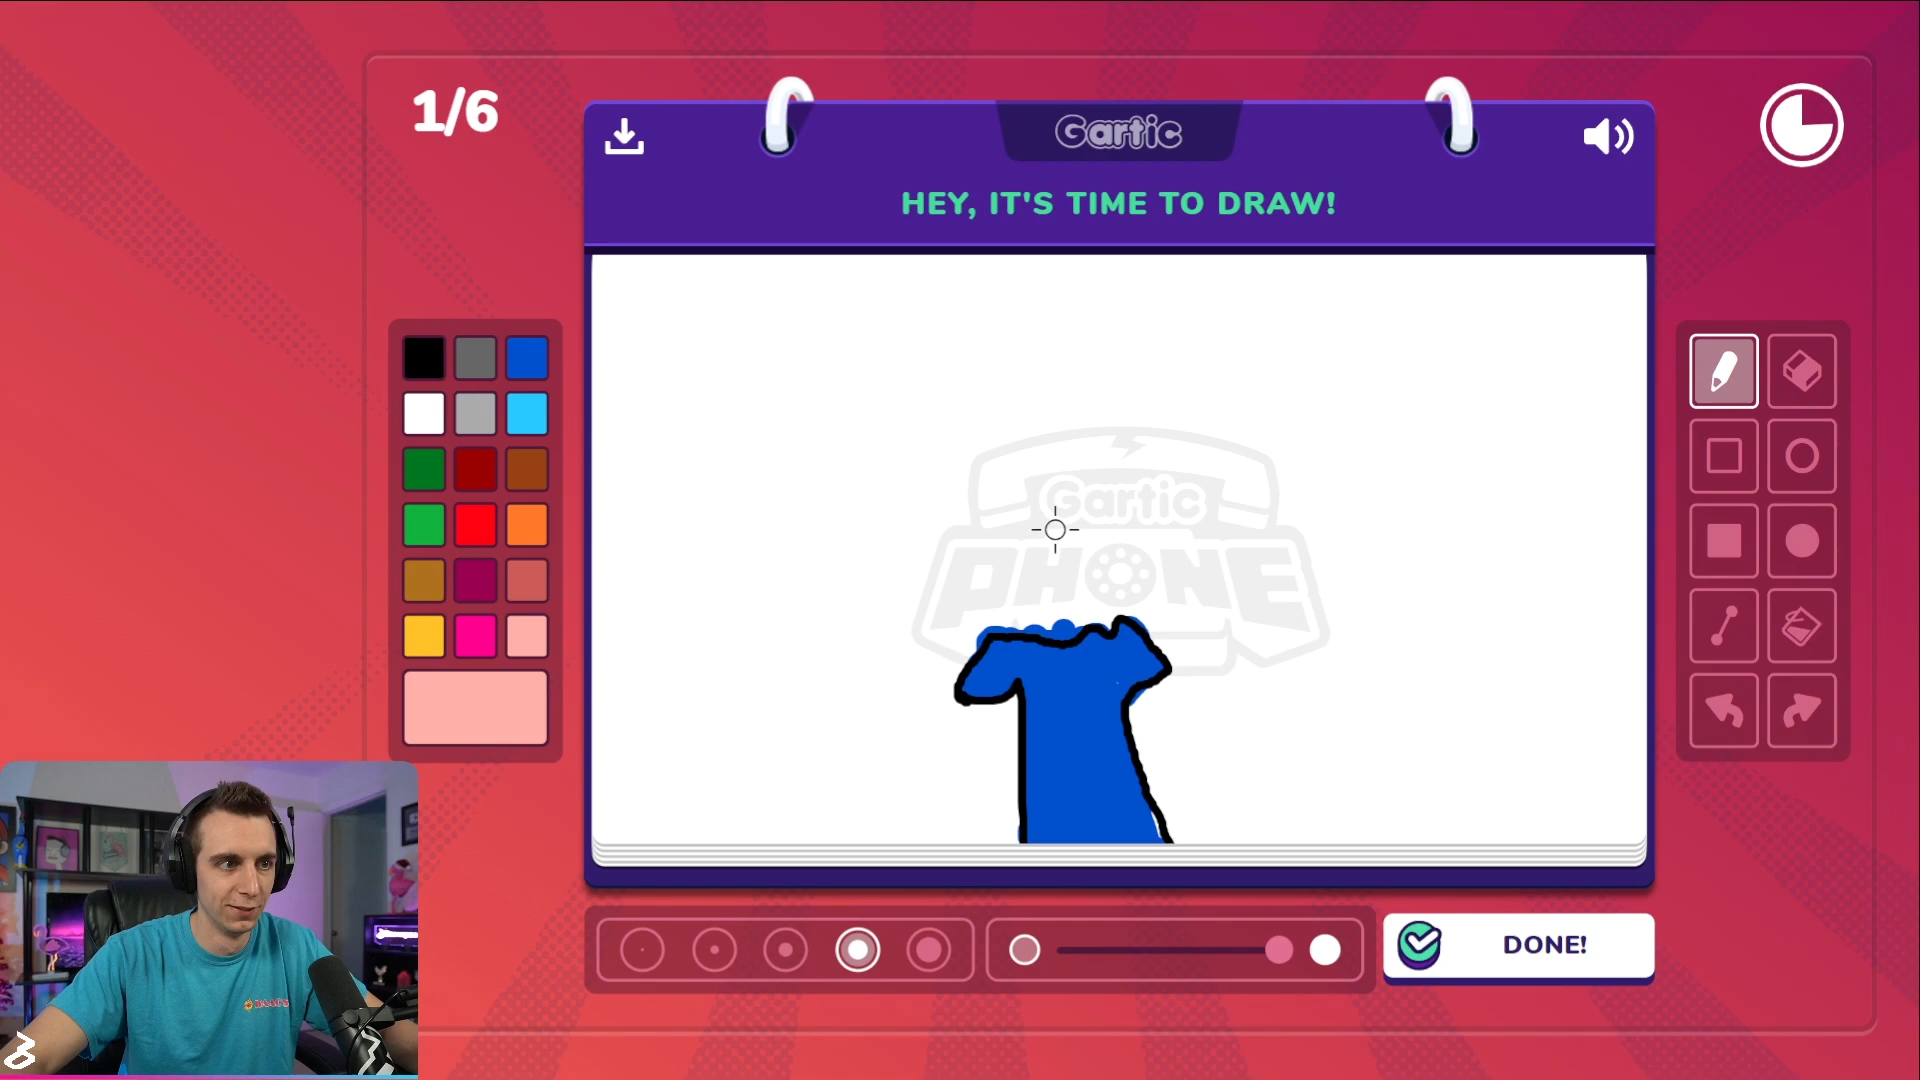 1/6
Gartic
HEY, IT'S TIME TO DRAW!
Gartic
PHONE
DONE!